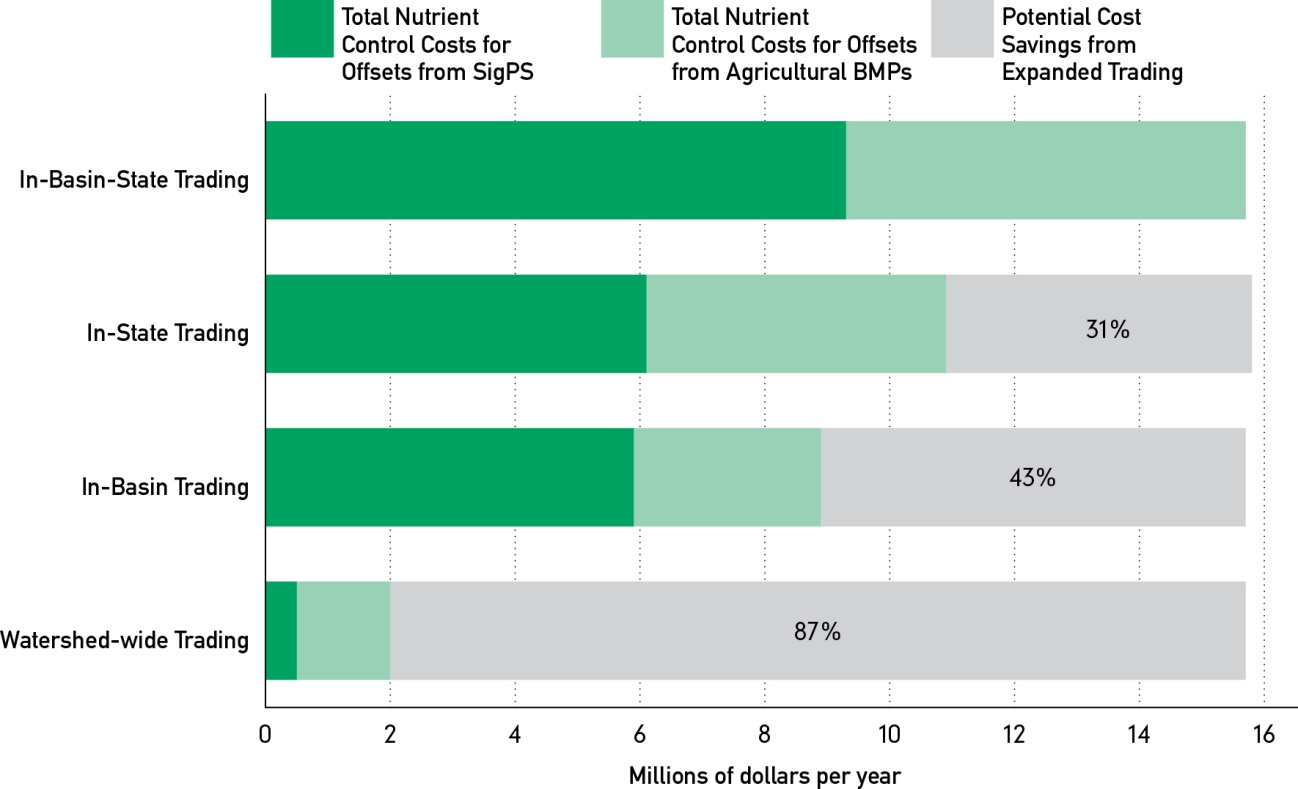 Total Nutrient
Control Costs for
Offsets from SigPS
Total Nutrient
Control Costs for Offsets
from Agricultural BMPs
Potential Cost
Savings from
Expanded Trading
In-Basin-State Trading
In-State Trading
31%
In-Basin Trading
43%
Watershed-wide Trading
87%
0 2 4 6 8 10 12 14 16
Millions of dollars per year